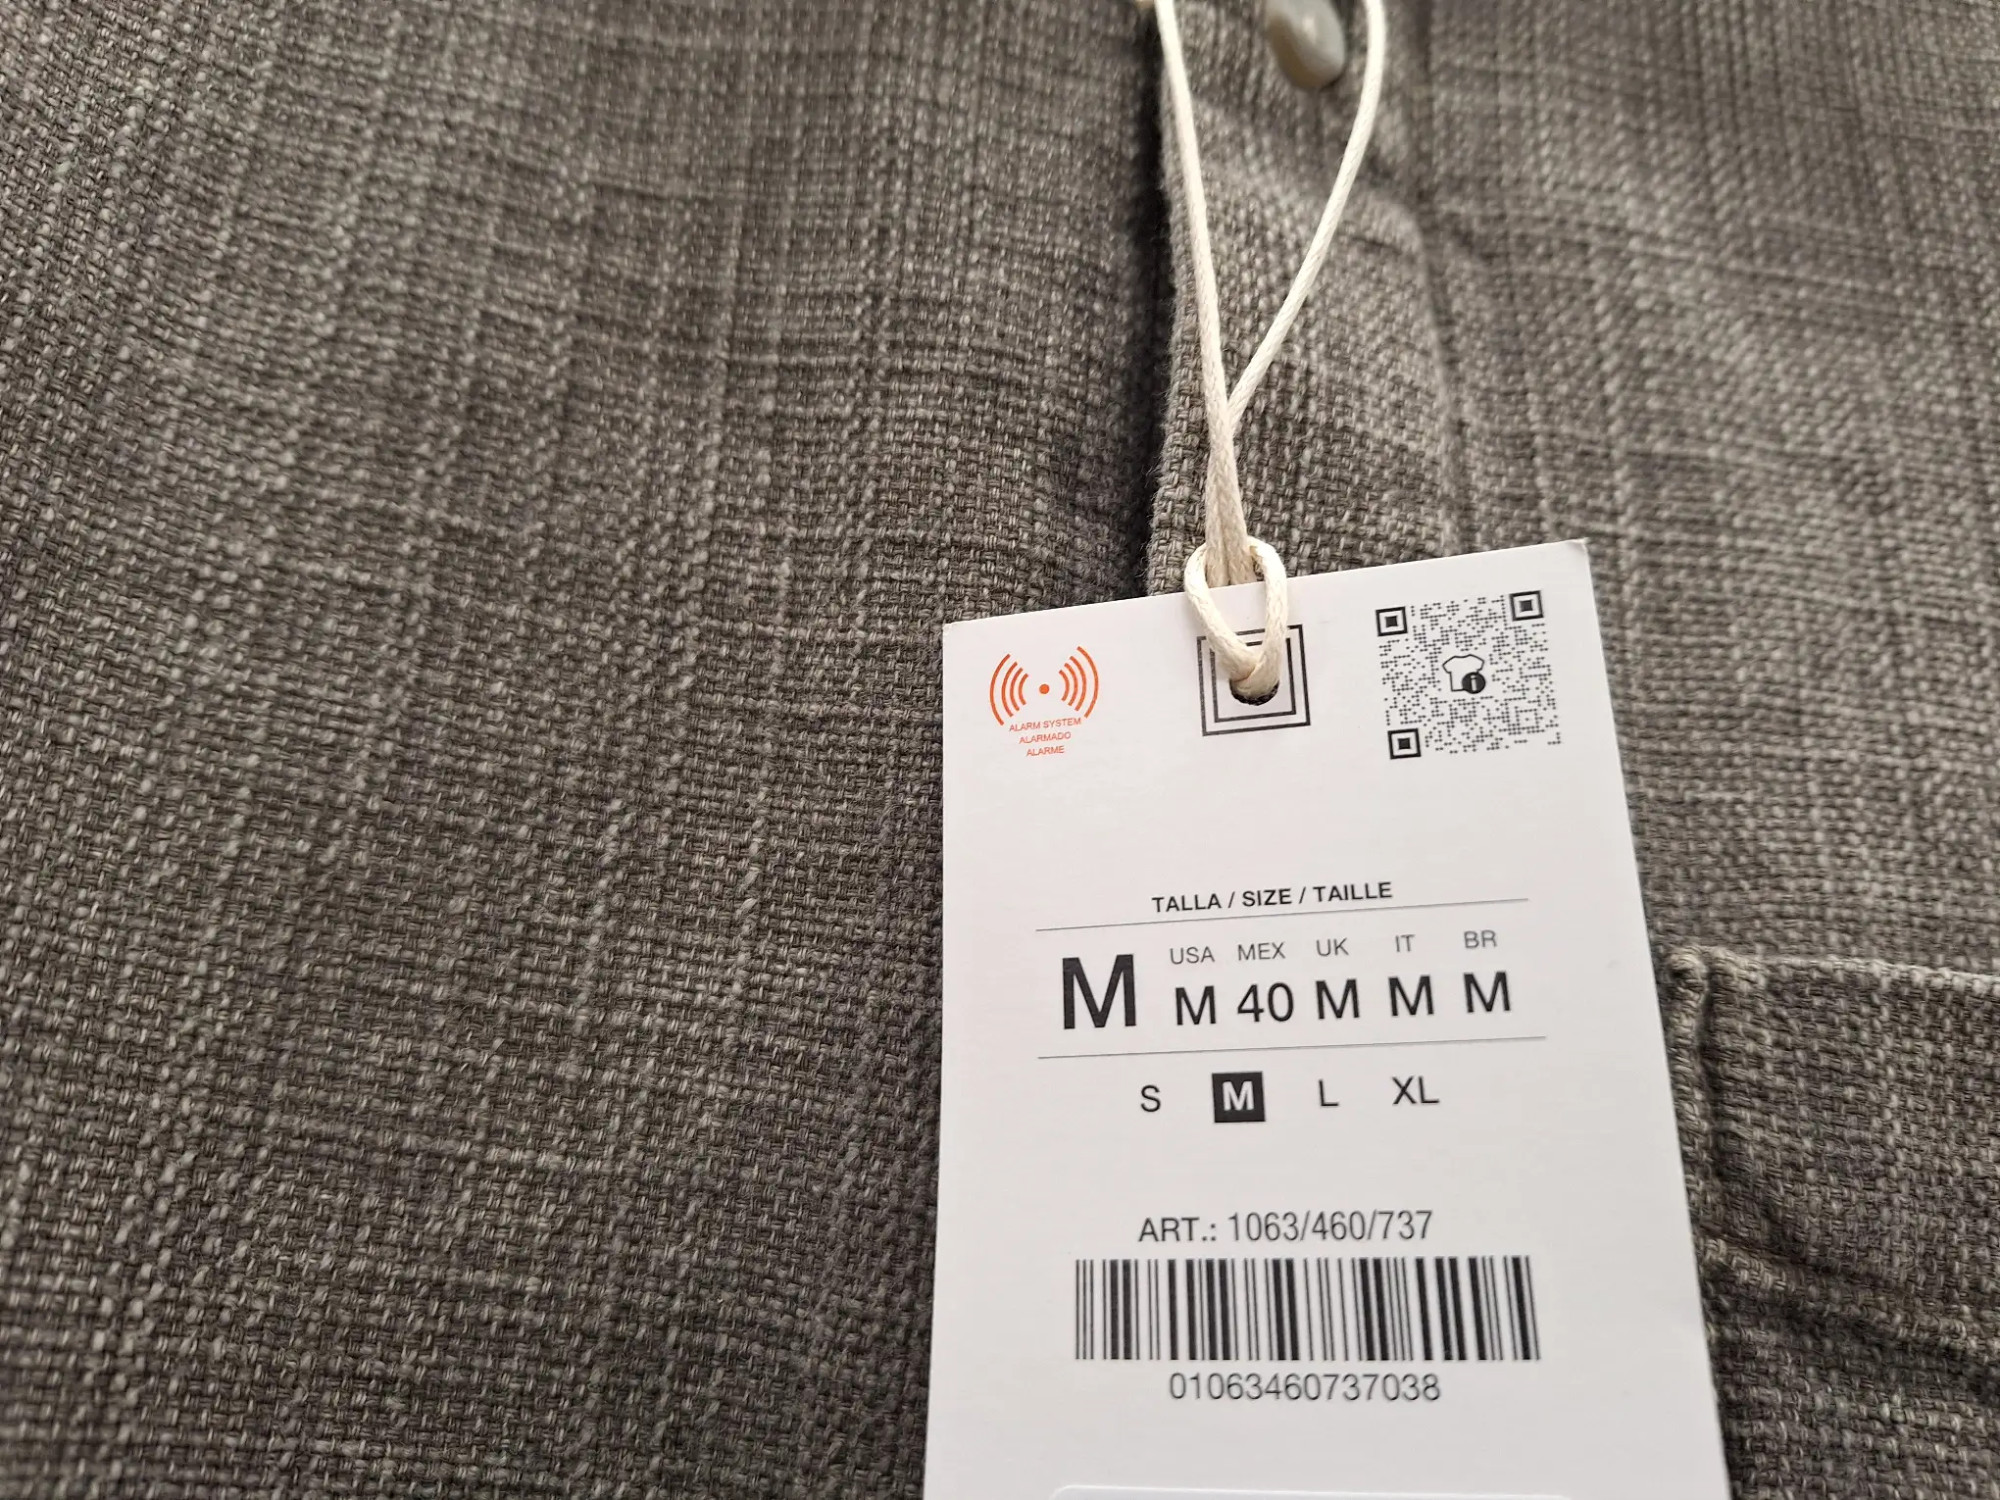 ALARM SYSTEM
ALARMADO
ALARME
i
TALLA / SIZE / TAILLE
USA MEX UK IT BR
M M 40 M M M
S M L XL
ART.: 1063/460/737
01063460737038